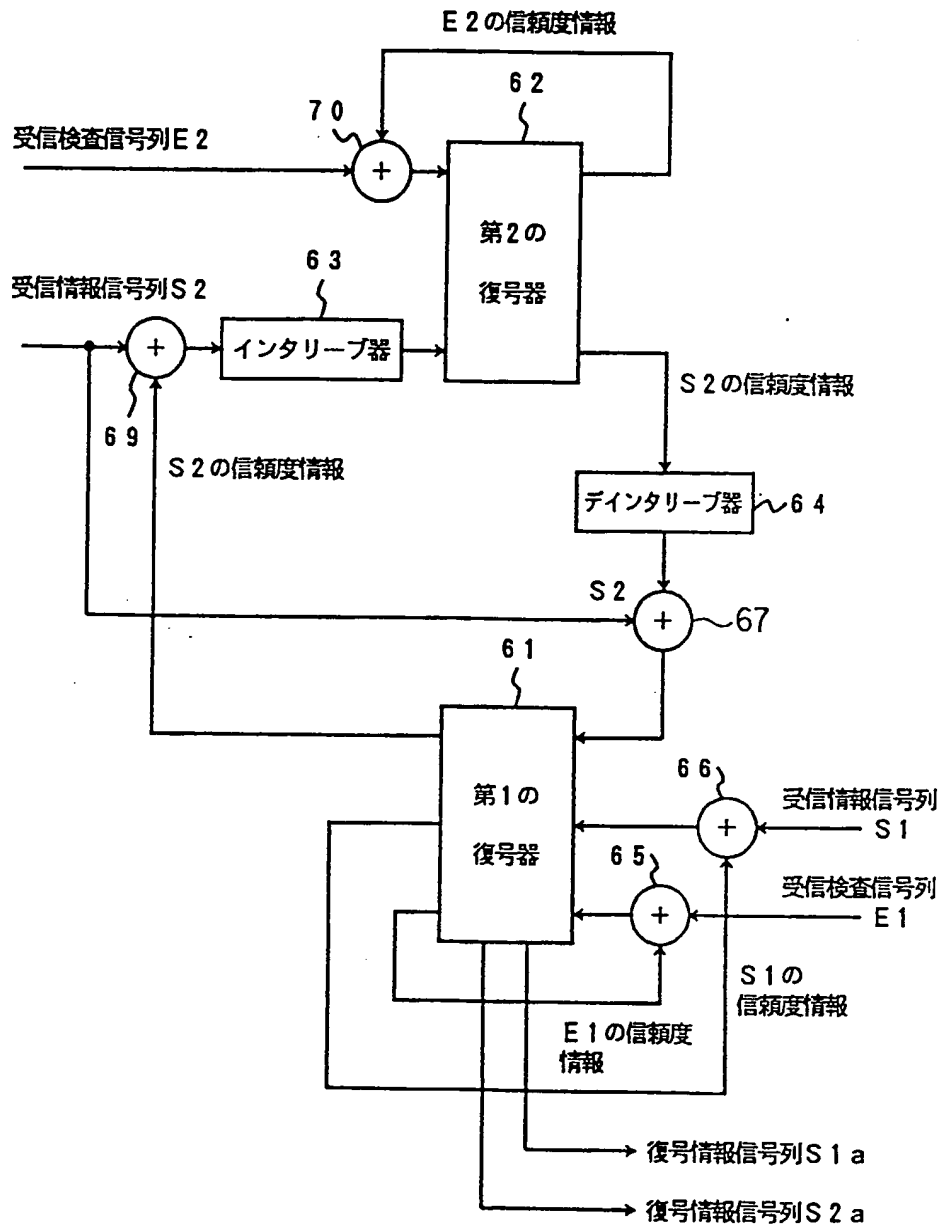 E2の信頼度情報
62
70
受信検査信号列E2
+
第2の
復号器
63
受信情報信号列S2
+
インタリーブ器
69
S2の信頼度情報
S2の信頼度情報
デインタリーブ器
64
S2
+
67
61
第1の
復号器
66
+
受信情報信号列
S1
65
+
受信検査信号列
E1
S1の
信頼度情報
E1の信頼度
情報
復号情報信号列S1a
復号情報信号列S2a